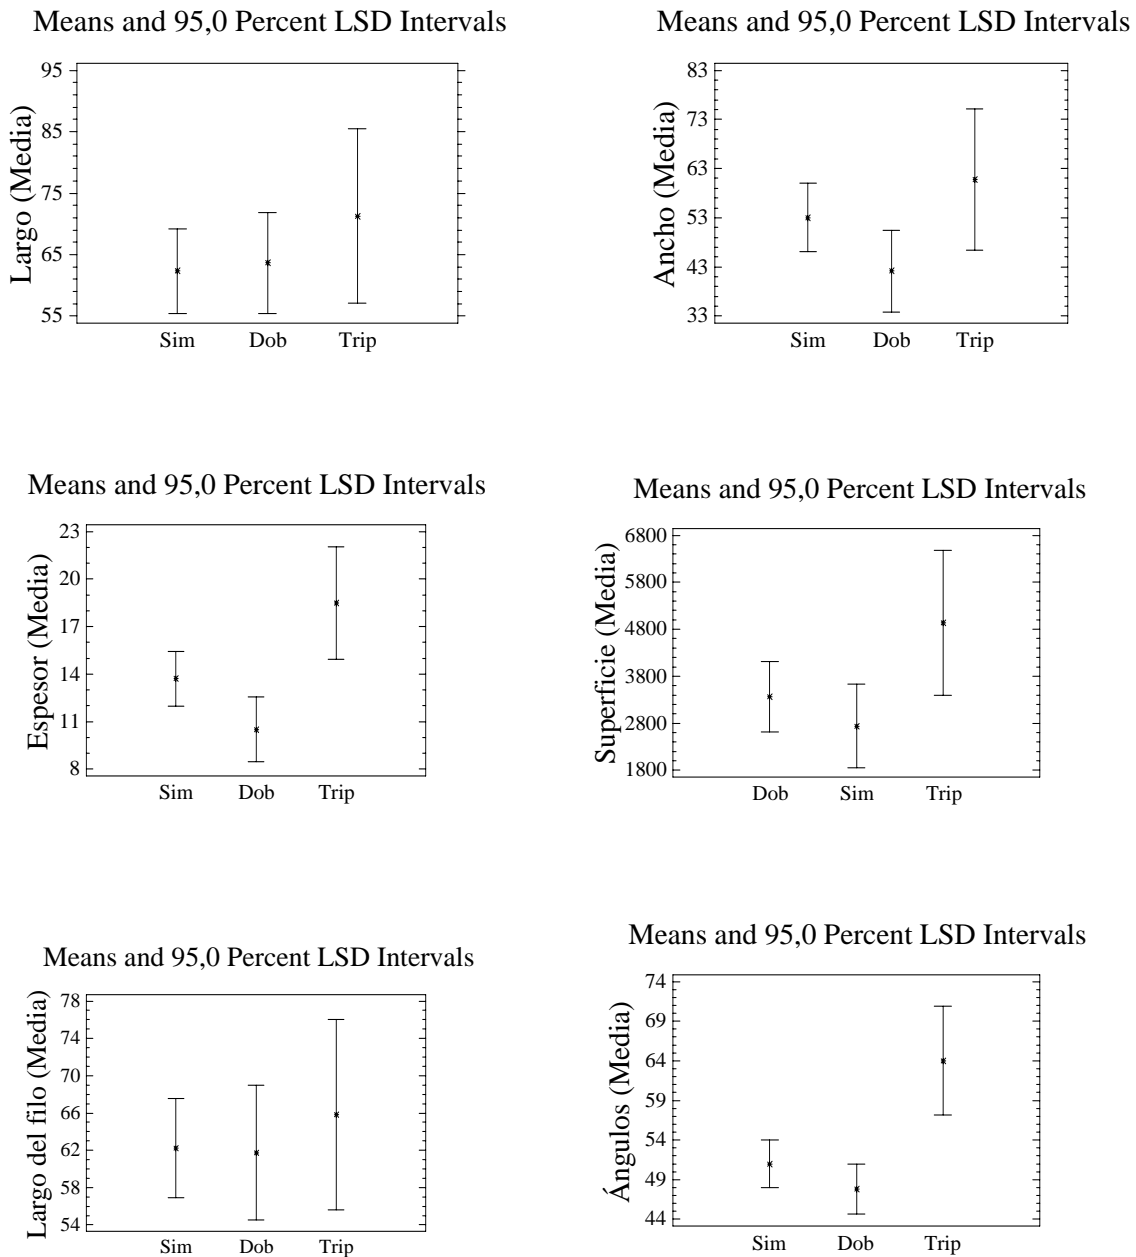 Means and 95,0 Percent LSD Intervals
Largo (Media)
95
85
75
65
55
Sim Dob Trip
Means and 95,0 Percent LSD Intervals
Ancho (Media)
83
73
63
53
43
33
Sim Dob Trip
Means and 95,0 Percent LSD Intervals
Espesor (Media)
23
20
17
14
11
8
Sim Dob Trip
Means and 95,0 Percent LSD Intervals
Superficie (Media)
6800
5800
4800
3800
2800
1800
Dob Sim Trip
Means and 95,0 Percent LSD Intervals
Largo del filo (Media)
78
74
70
66
62
58
54
Sim Dob Trip
Means and 95,0 Percent LSD Intervals
Ángulos (Media)
74
69
64
59
54
49
44
Sim Dob Trip